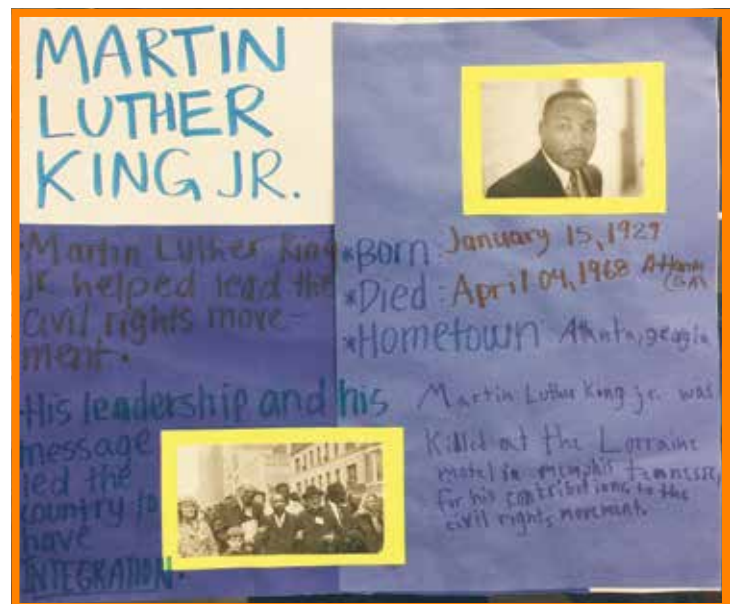 MARTIN
LUTHER
KING JR.
Martin Luther King
jr. helped lead the
civil rights move-
ment.
His leadership and his
message
led the
country to
have
INTEGRATION.
*Born: January 15, 1929
*Died: April 04, 1968 Atlanta
(GA)
*Hometown: Atlanta, geogia
Martin Luther King jr. was
Killed at the Lorraine
motel in memphis tennesse,
for his contributions to the
civil rights movement.